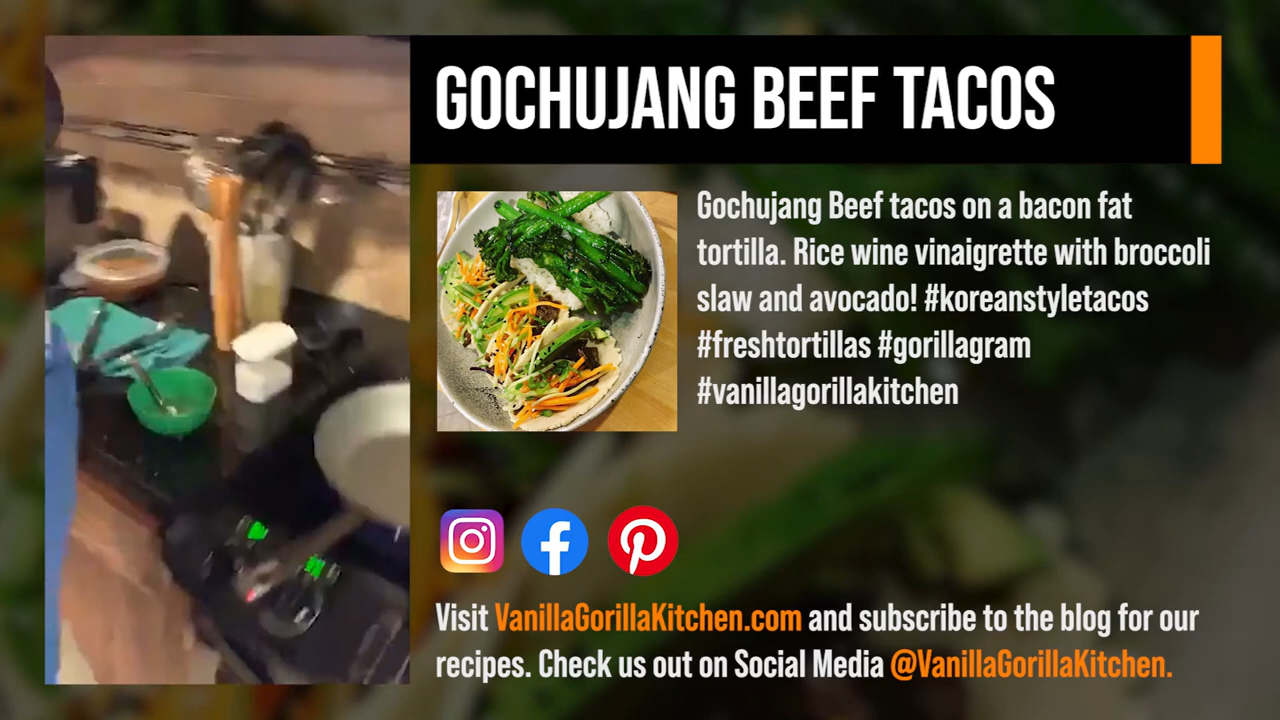 GOCHUJANG BEEF TACOS
Gochujang Beef tacos on a bacon fat
tortilla. Rice wine vinaigrette with broccoli
slaw and avocado! #koreanstyletacos
#freshtortillas #gorillagram
#vanillagorillakitchen
Visit VanillaGorillaKitchen.com and subscribe to the blog for our
recipes. Check us out on Social Media @VanillaGorillaKitchen.